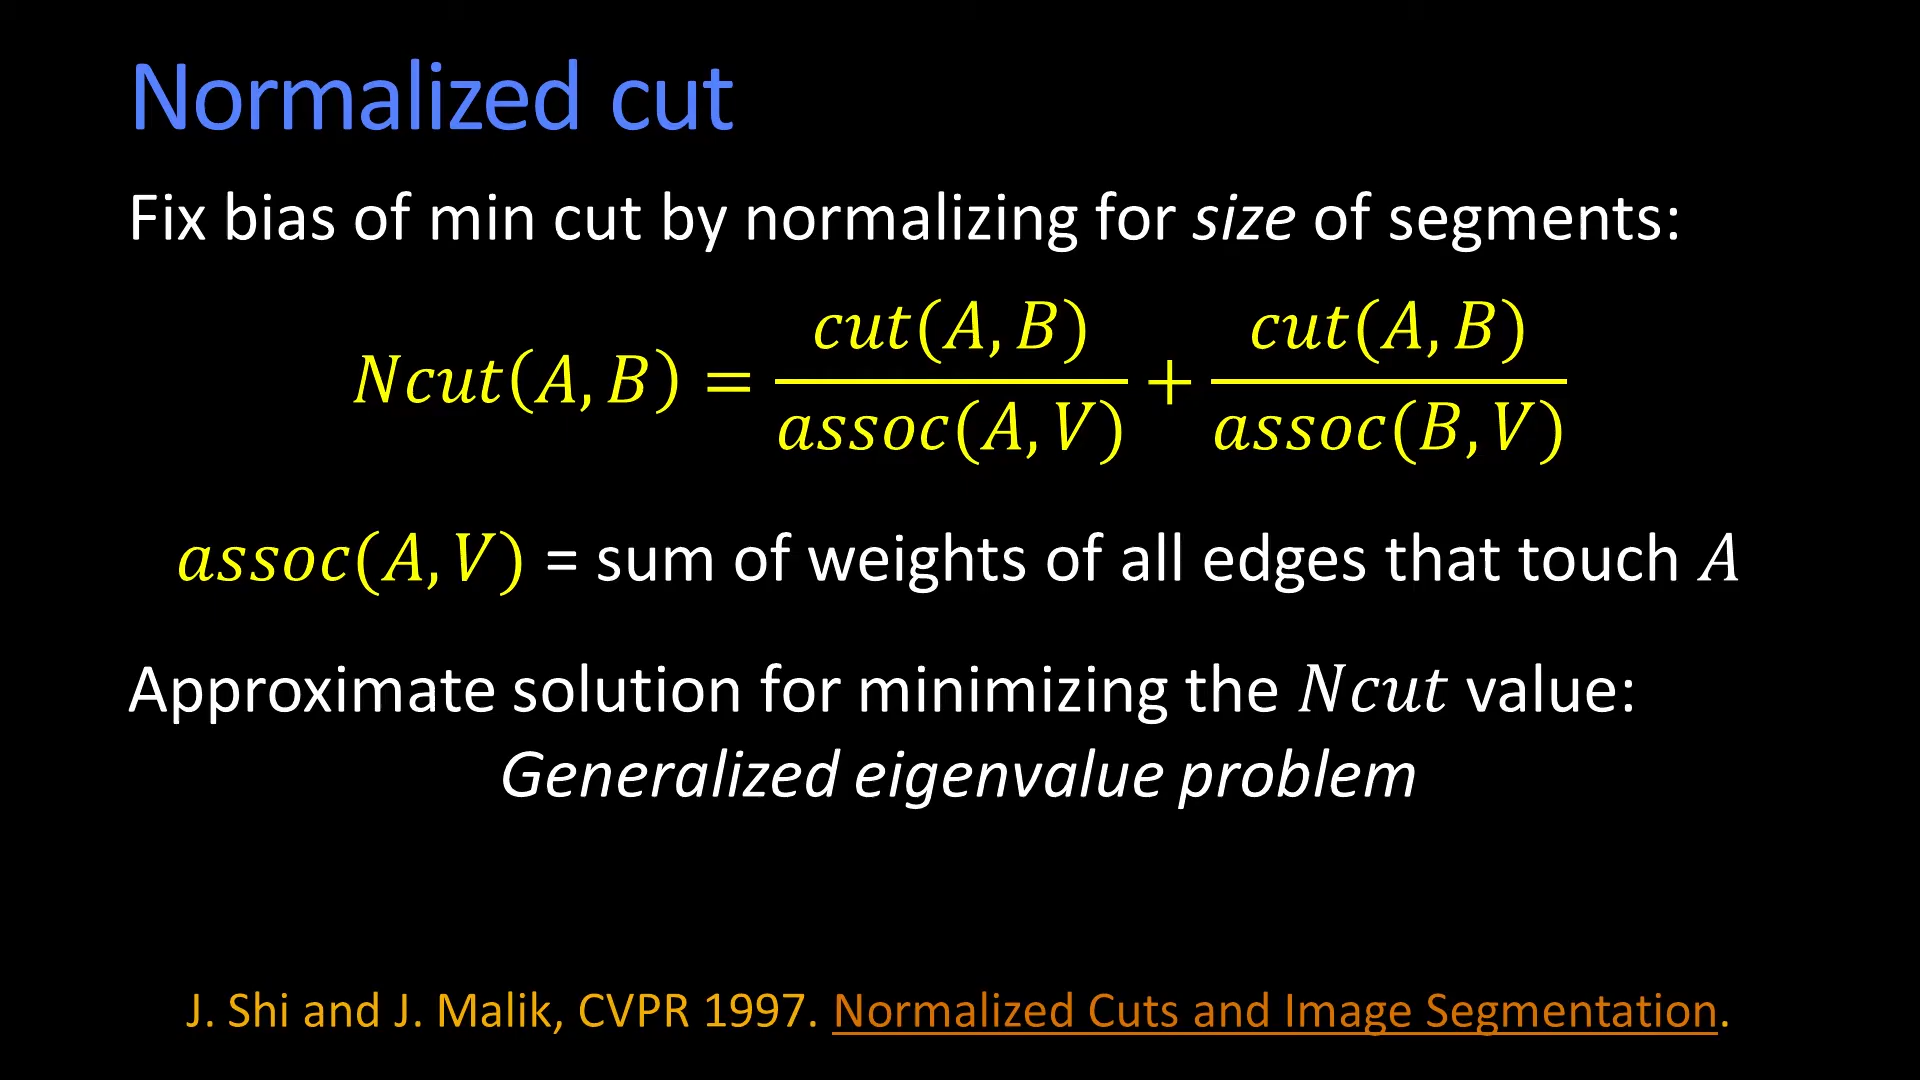 Normalized cut
Fix bias of min cut by normalizing for size of segments:
Ncut(A, B) = cut(A, B) / assoc(A, V) + cut(A, B) / assoc(B, V)
assoc(A, V) = sum of weights of all edges that touch A
Approximate solution for minimizing the Ncut value:
Generalized eigenvalue problem
J. Shi and J. Malik, CVPR 1997. Normalized Cuts and Image Segmentation.